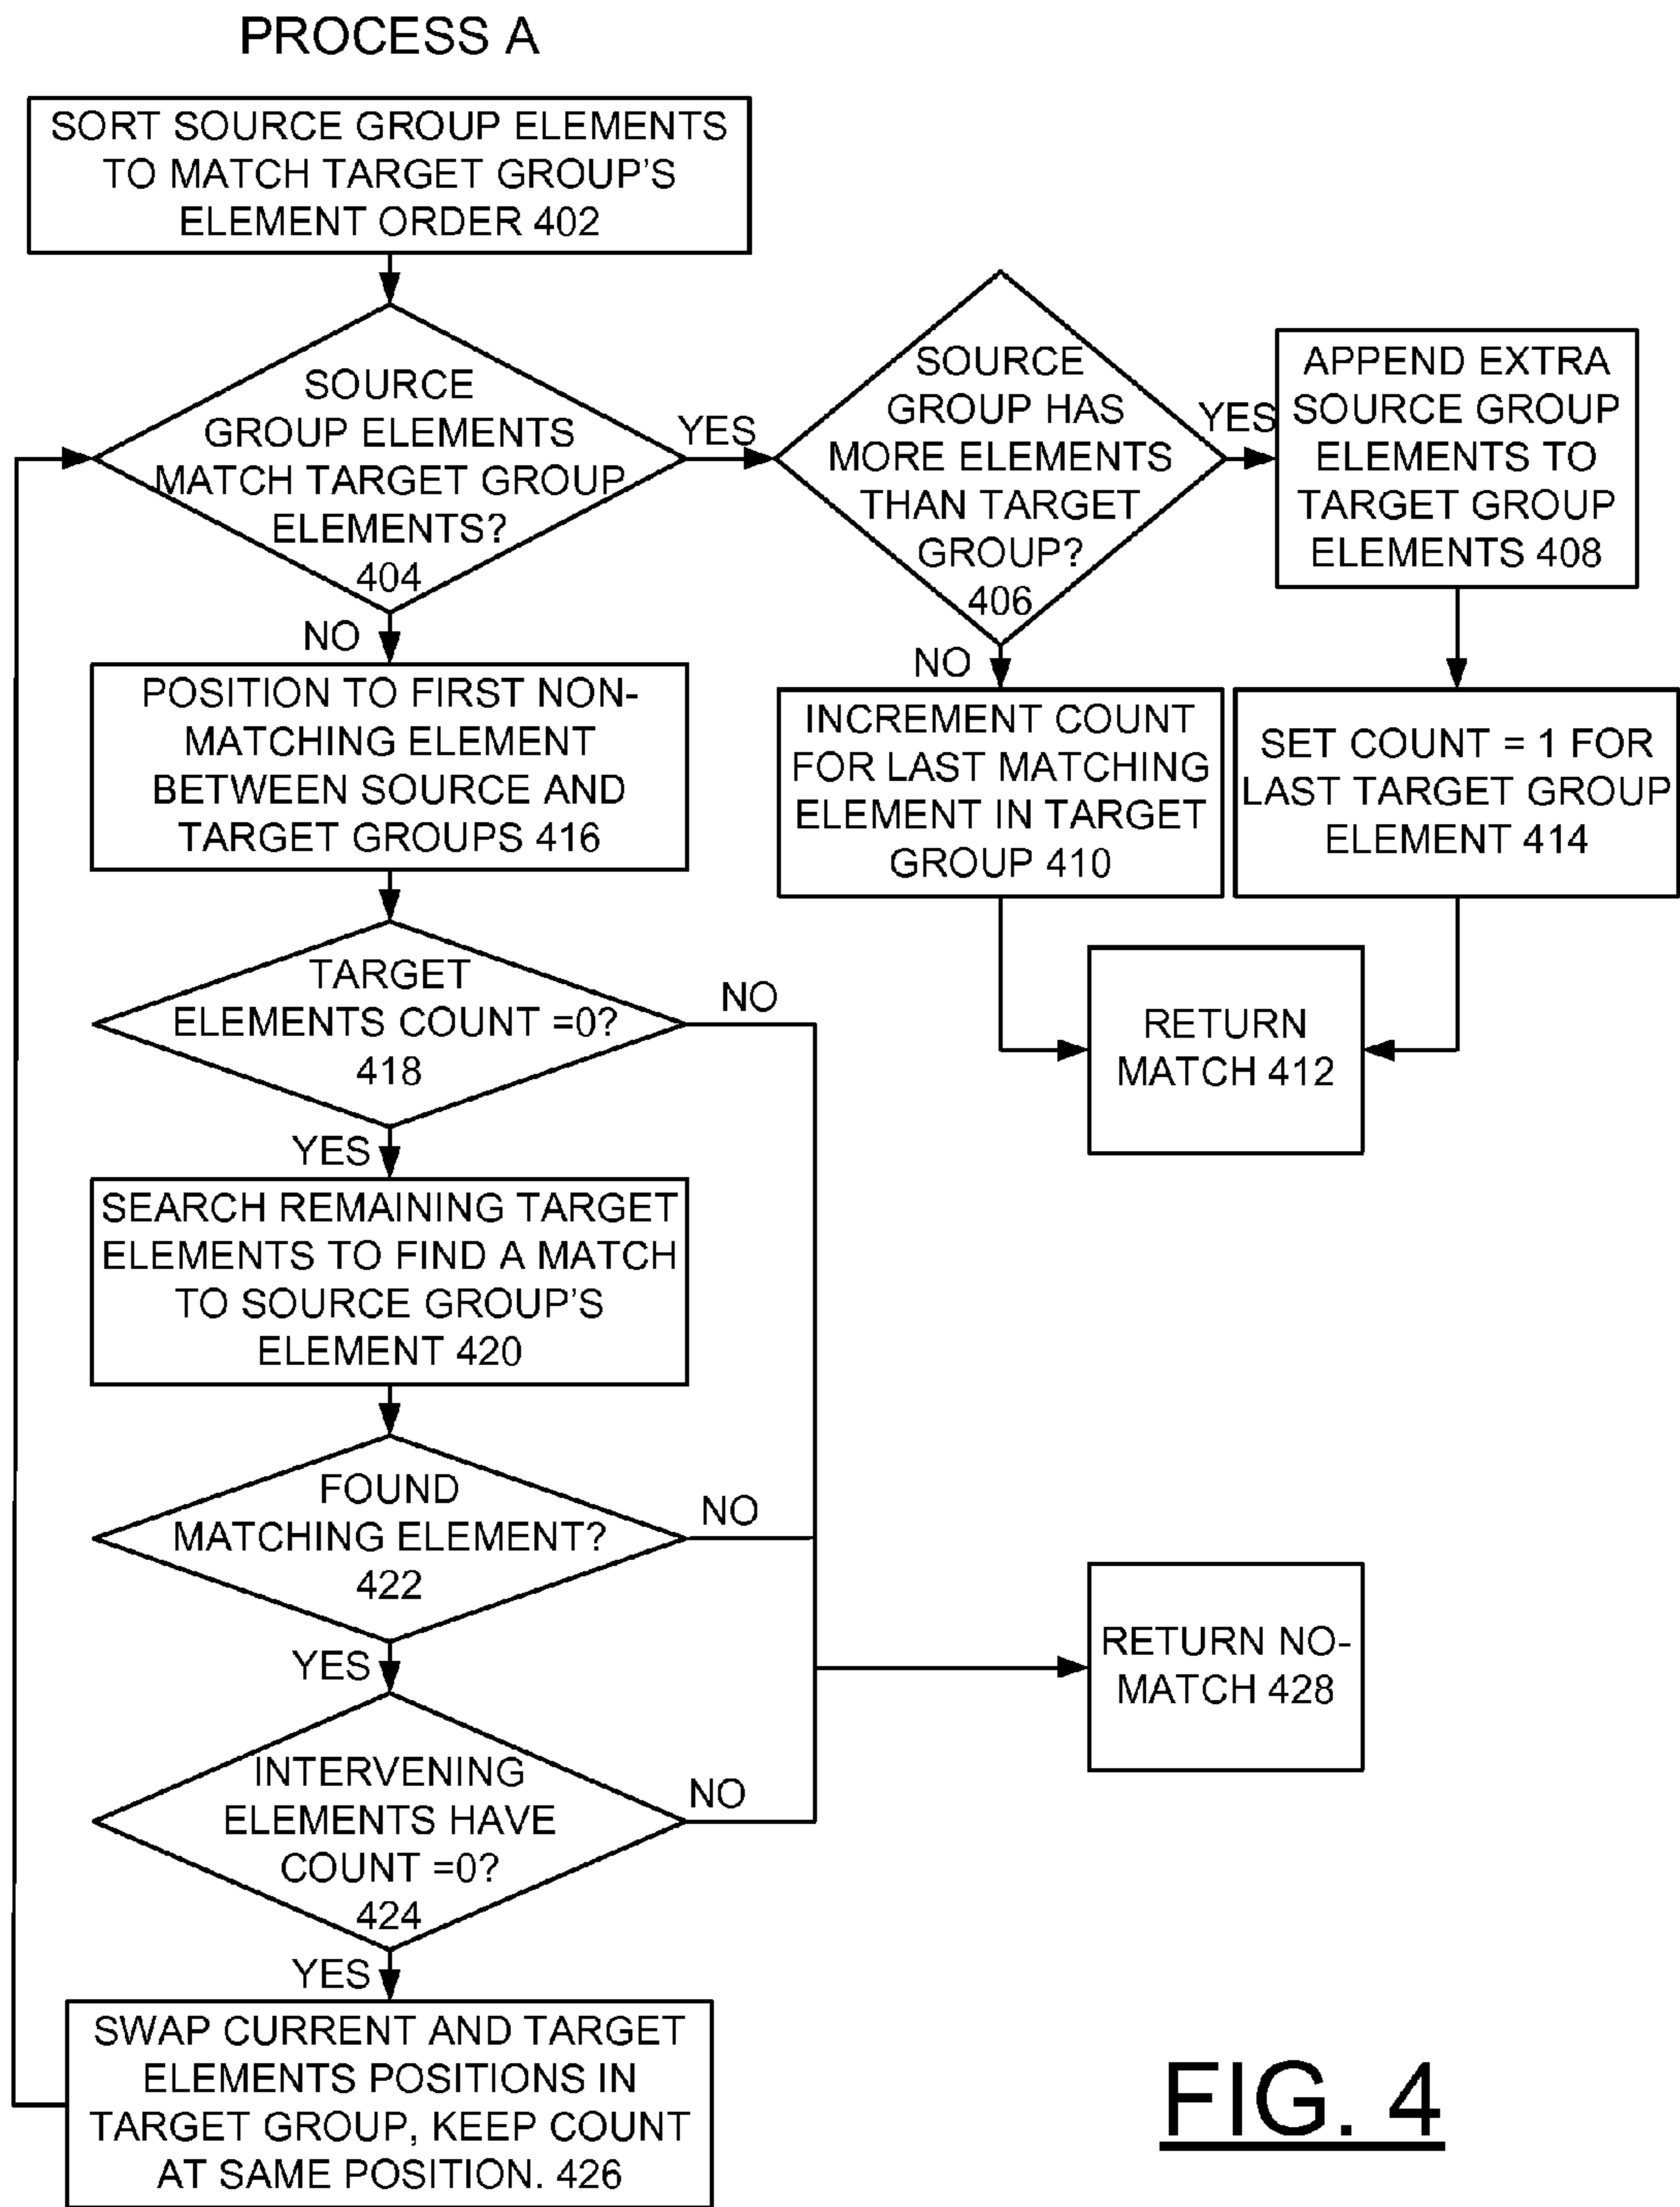 PROCESS A
SORT SOURCE GROUP ELEMENTS
TO MATCH TARGET GROUP'S
ELEMENT ORDER 402
SOURCE
GROUP ELEMENTS
MATCH TARGET GROUP
ELEMENTS?
404
YES
SOURCE
GROUP HAS
MORE ELEMENTS
THAN TARGET
GROUP?
406
YES
APPEND EXTRA
SOURCE GROUP
ELEMENTS TO
TARGET GROUP
ELEMENTS 408
NO
POSITION TO FIRST NON-
MATCHING ELEMENT
BETWEEN SOURCE AND
TARGET GROUPS 416
NO
INCREMENT COUNT
FOR LAST MATCHING
ELEMENT IN TARGET
GROUP 410
SET COUNT = 1 FOR
LAST TARGET GROUP
ELEMENT 414
RETURN
MATCH 412
TARGET
ELEMENTS COUNT =0?
418
NO
YES
SEARCH REMAINING TARGET
ELEMENTS TO FIND A MATCH
TO SOURCE GROUP'S
ELEMENT 420
FOUND
MATCHING ELEMENT?
422
NO
YES
RETURN NO-
MATCH 428
INTERVENING
ELEMENTS HAVE
COUNT =0?
424
NO
YES
SWAP CURRENT AND TARGET
ELEMENTS POSITIONS IN
TARGET GROUP, KEEP COUNT
AT SAME POSITION. 426
FIG. 4